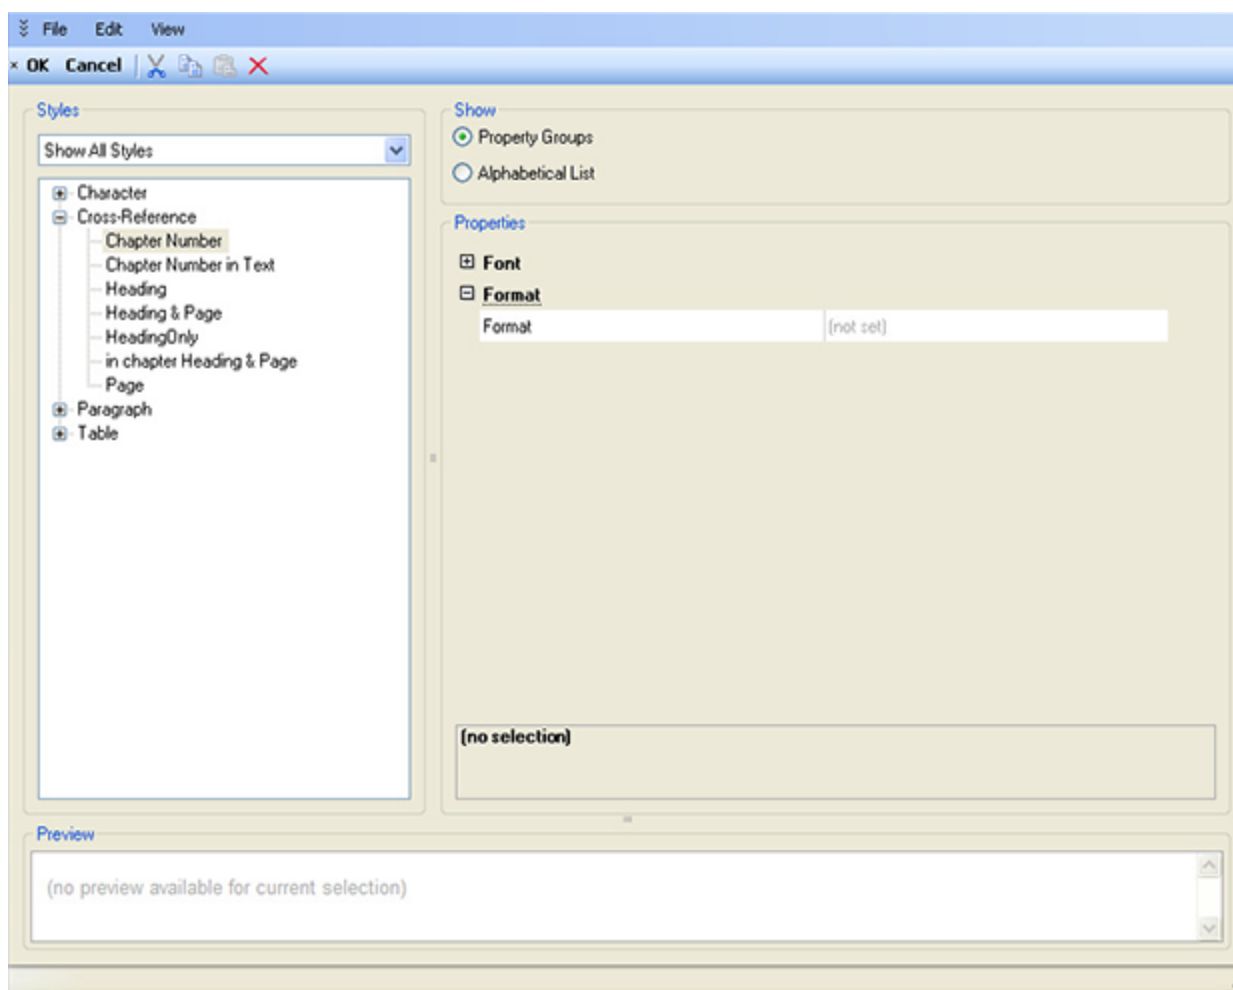 File Edit View
OK Cancel
Styles
Show All Styles
Character
Cross-Reference
Chapter Number
Chapter Number in Text
Heading
Heading & Page
HeadingOnly
in chapter Heading & Page
Page
Paragraph
Table
Show
Property Groups
Alphabetical List
Properties
Font
Format
Format (not set)
(no selection)
Preview
(no preview available for current selection)